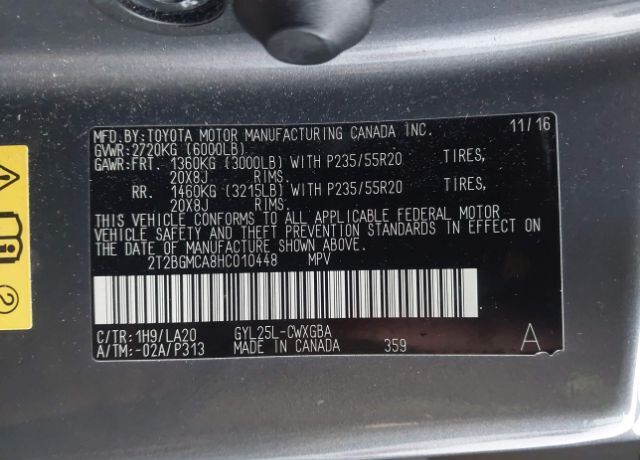 MFD.BY:TOYOTA MOTOR MANUFACTURING CANADA INC. 11/16
GVWR:2720KG (6000LB)
GAWR:FRT. 1360KG (3000LB) WITH P235/55R20 TIRES,
20X8J RIMS.
RR. 1460KG (3215LB) WITH P235/55R20 TIRES,
20X8J RIMS.
THIS VEHICLE CONFORMS TO ALL APPLICABLE FEDERAL MOTOR
VEHICLE SAFETY AND THEFT PREVENTION STANDARDS IN EFFECT ON
THE DATE OF MANUFACTURE SHOWN ABOVE.
2T2BGMCA8HC010448 MPV
C/TR: 1H9/LA20 GYL25L-CWXGBA A
A/TM:-02A/P313 MADE IN CANADA 359
2